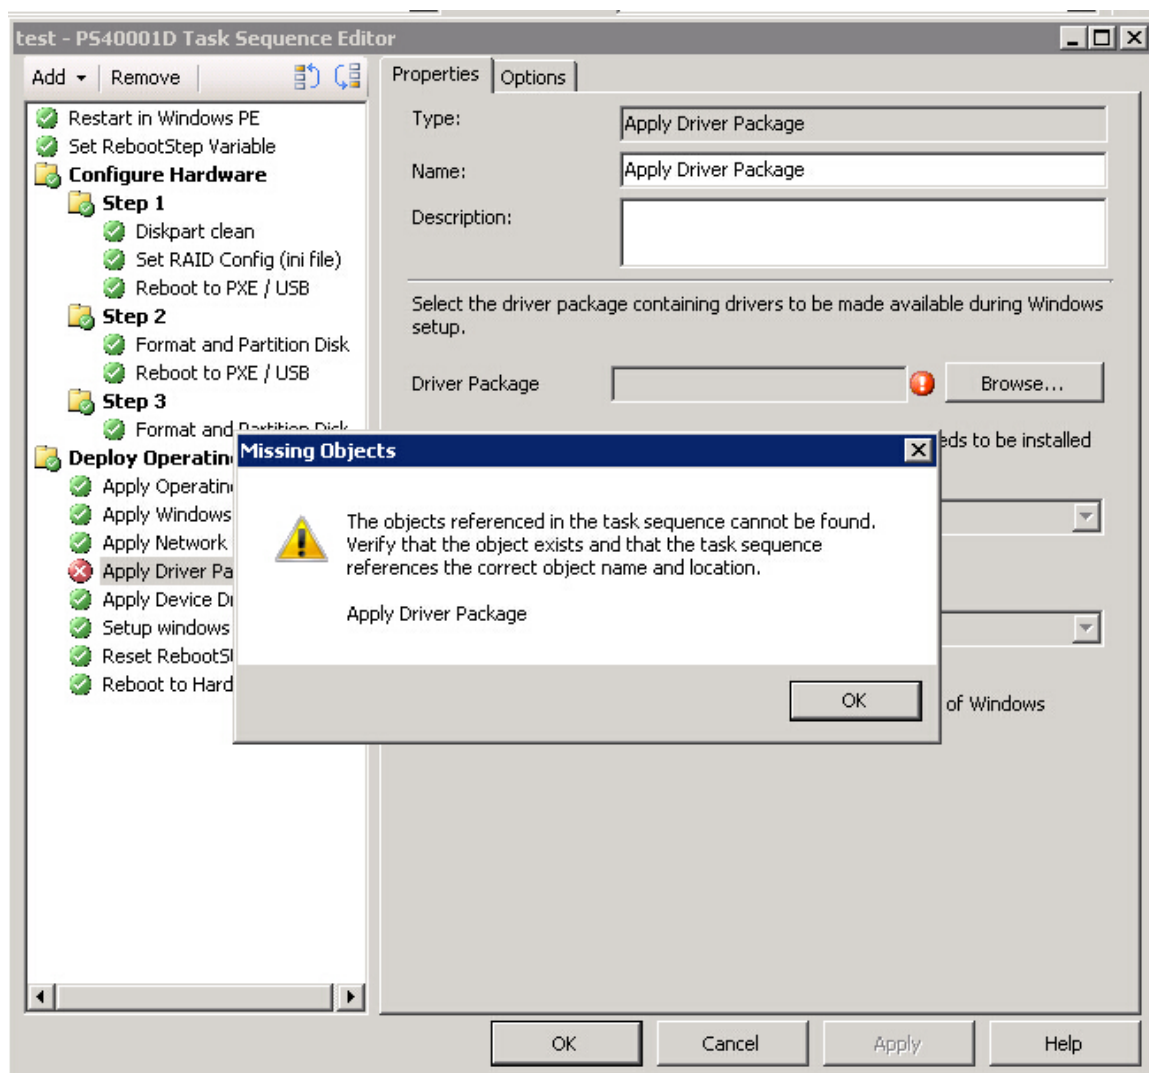 test - PS40001D Task Sequence Editor
Add
Remove
Restart in Windows PE
Set RebootStep Variable
Configure Hardware
Step 1
Diskpart clean
Set RAID Config (ini file)
Reboot to PXE / USB
Step 2
Format and Partition Disk
Reboot to PXE / USB
Step 3
Format and Partition Disk
Deploy Operatin
Apply Operatin
Apply Windows
Apply Network
Apply Driver Pa
Apply Device
Setup windows
Reset
Reboot to Hard
Properties
Options
Type:
Apply Driver Package
Name:
Apply Driver Package
Description:
Select the driver package containing drivers to be made available during Windows
setup.
Driver Package
Browse...
eds to be installed
of Windows
Missing Objects
The objects referenced in the task sequence cannot be found.
Verify that the object exists and that the task sequence
references the correct object name and location.
Apply Driver Package
OK
OK
Cancel
Apply
Help